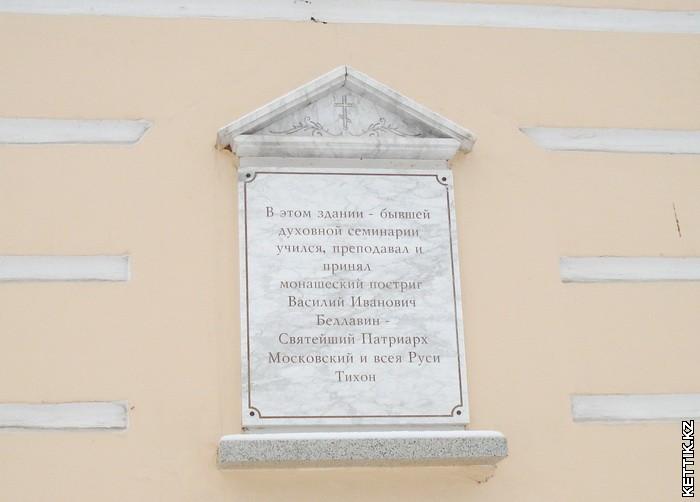 В этом здании - бывшей
духовной семинарии
учился, преподавал и
принял
монашеский постриг
Василий Иванович
Беллавин -
Святейший Патриарх
Московский и всея Руси
Тихон
KETTIK.KZ